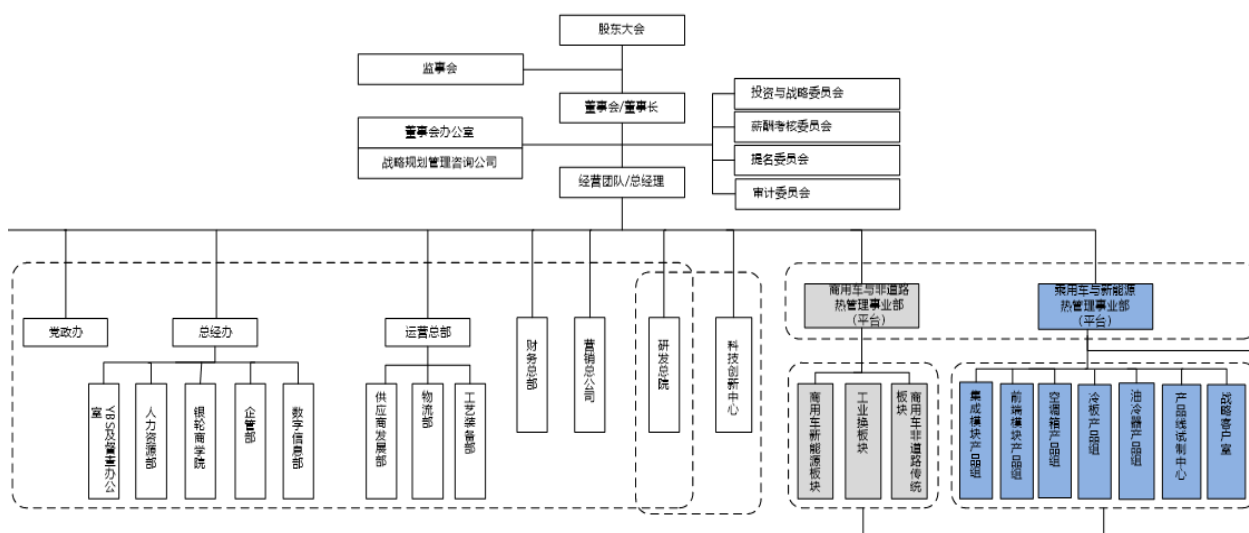 股东大会
监事会
董事会/董事长
投资与战略委员会
薪酬考核委员会
提名委员会
审计委员会
董事会办公室
战略规划管理咨询公司
经营团队/总经理
党政办
总经办
运营总部
财务总部
营销总公司
研发总院
科技创新中心
商用车与非道路
热管理事业部
（平台）
乘用车与新能源
热管理事业部
（平台）
YBS及督查办公
室
人力资源部
银轮商学院
企管部
数字信息部
供应商发展部
物流部
工艺装备部
商用车新能源板块
工业换板块
商用车非道路传统
板块
集成模块产品组
前端模块产品组
空调箱产品组
冷板产品组
油冷器产品组
产品线试制中心
战略客户室